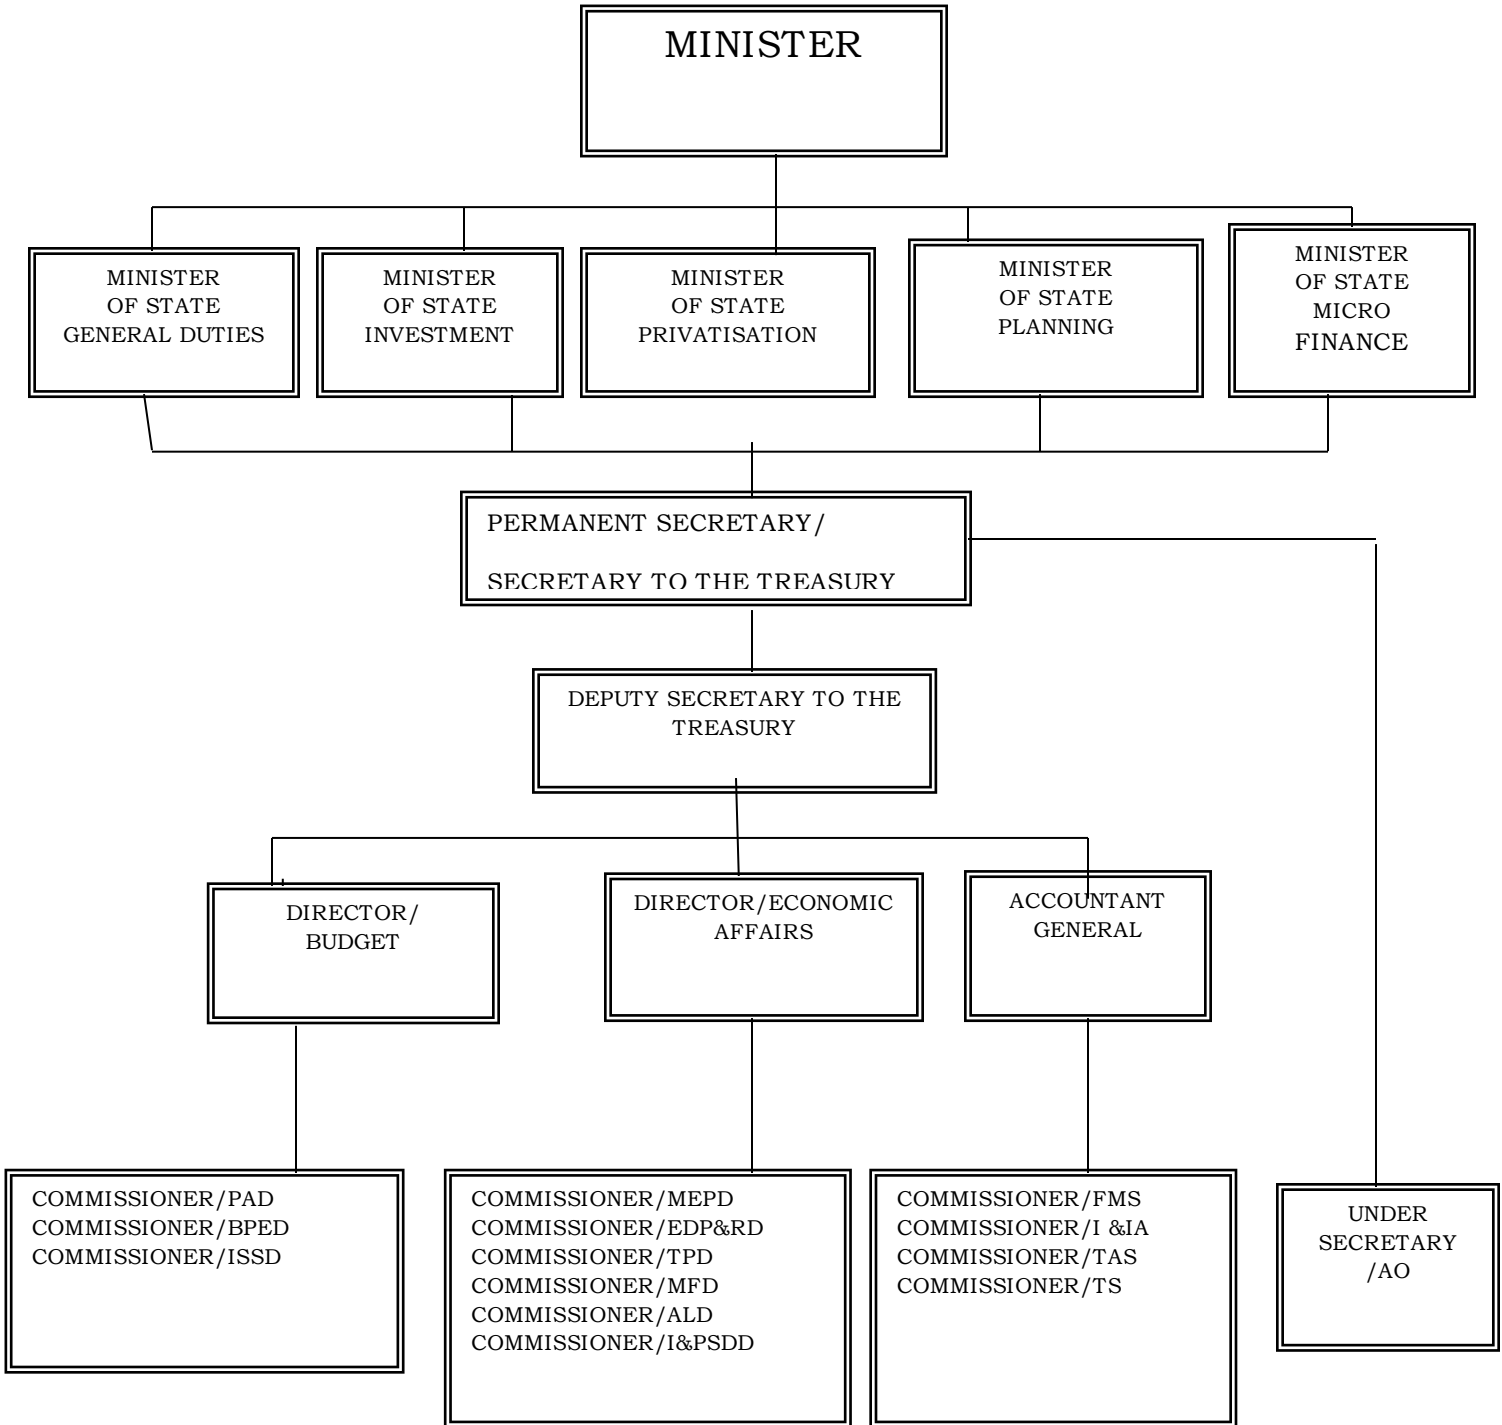 MINISTER
MINISTER
OF STATE
GENERAL DUTIES
MINISTER
OF STATE
INVESTMENT
MINISTER
OF STATE
PRIVATISATION
MINISTER
OF STATE
PLANNING
MINISTER
OF STATE
MICRO
FINANCE
PERMANENT SECRETARY/
SECRETARY TO THE TREASURY
DEPUTY SECRETARY TO THE
TREASURY
DIRECTOR/
BUDGET
DIRECTOR/ECONOMIC
AFFAIRS
ACCOUNTANT
GENERAL
COMMISSIONER/PAD
COMMISSIONER/BPED
COMMISSIONER/ISSD
COMMISSIONER/MEPD
COMMISSIONER/EDP&RD
COMMISSIONER/TPD
COMMISSIONER/MFD
COMMISSIONER/ALD
COMMISSIONER/I&PSDD
COMMISSIONER/FMS
COMMISSIONER/I &IA
COMMISSIONER/TAS
COMMISSIONER/TS
UNDER
SECRETARY
/AO